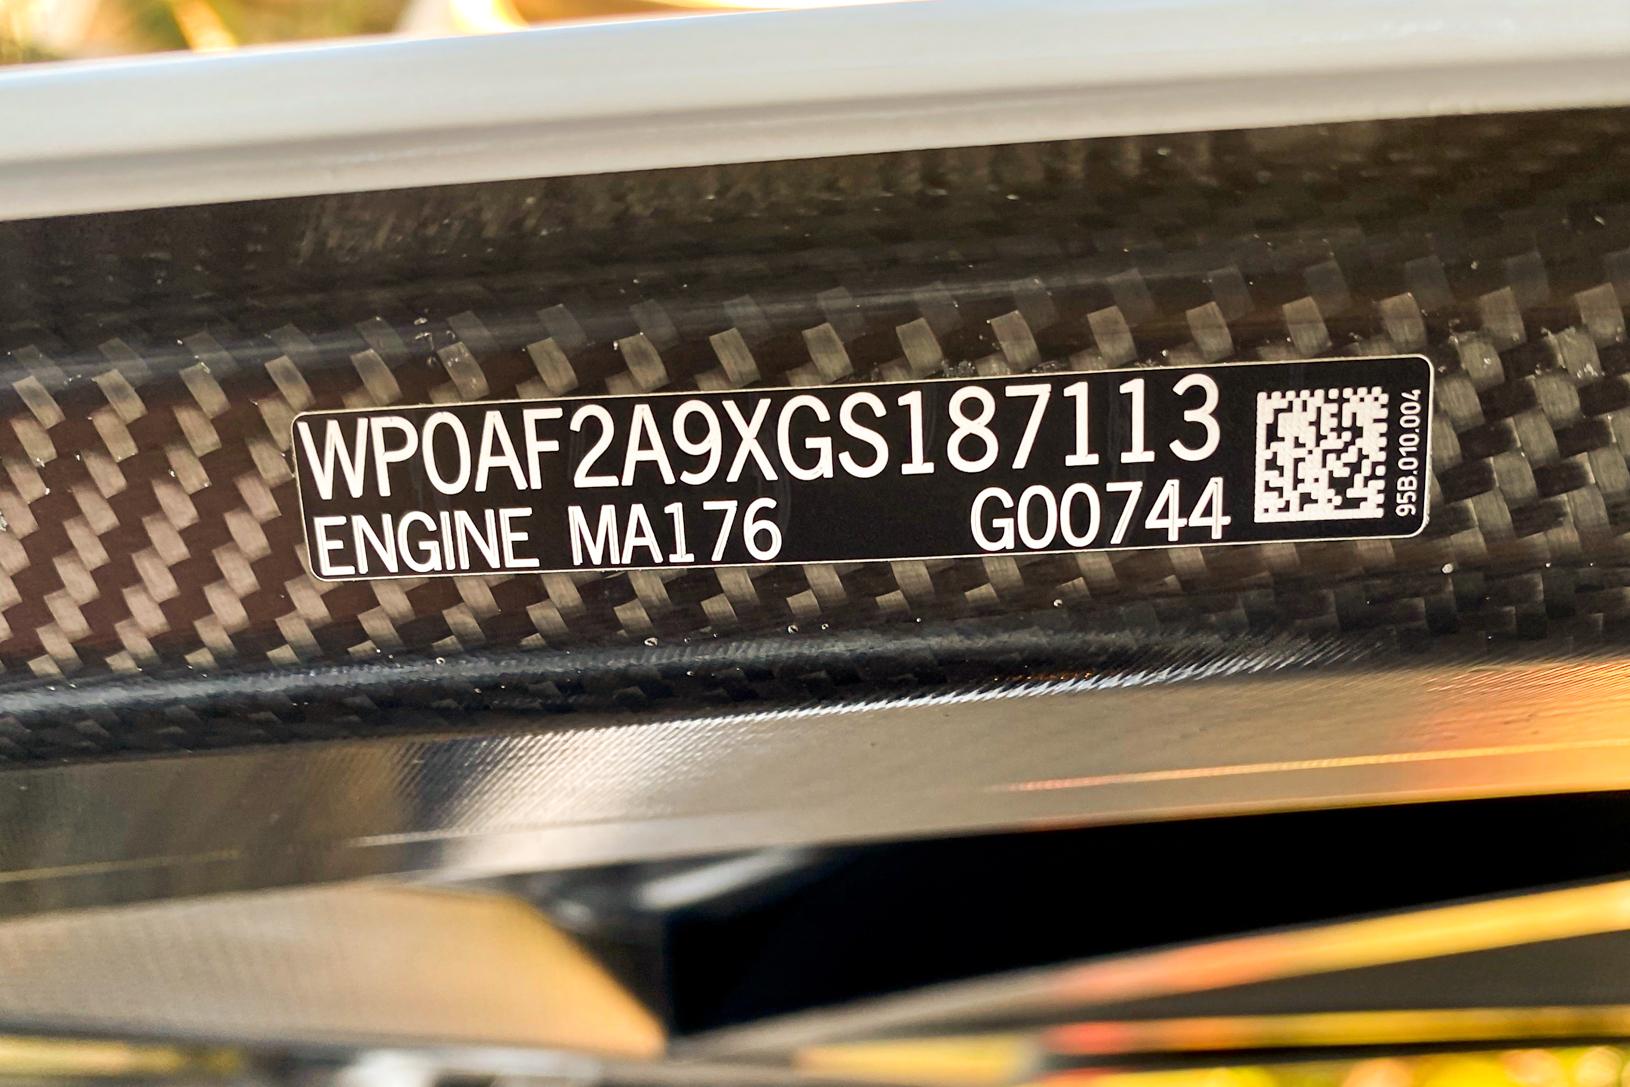 WP0AF2A9XGS187113
ENGINE MA176 G00744
95B.010.004